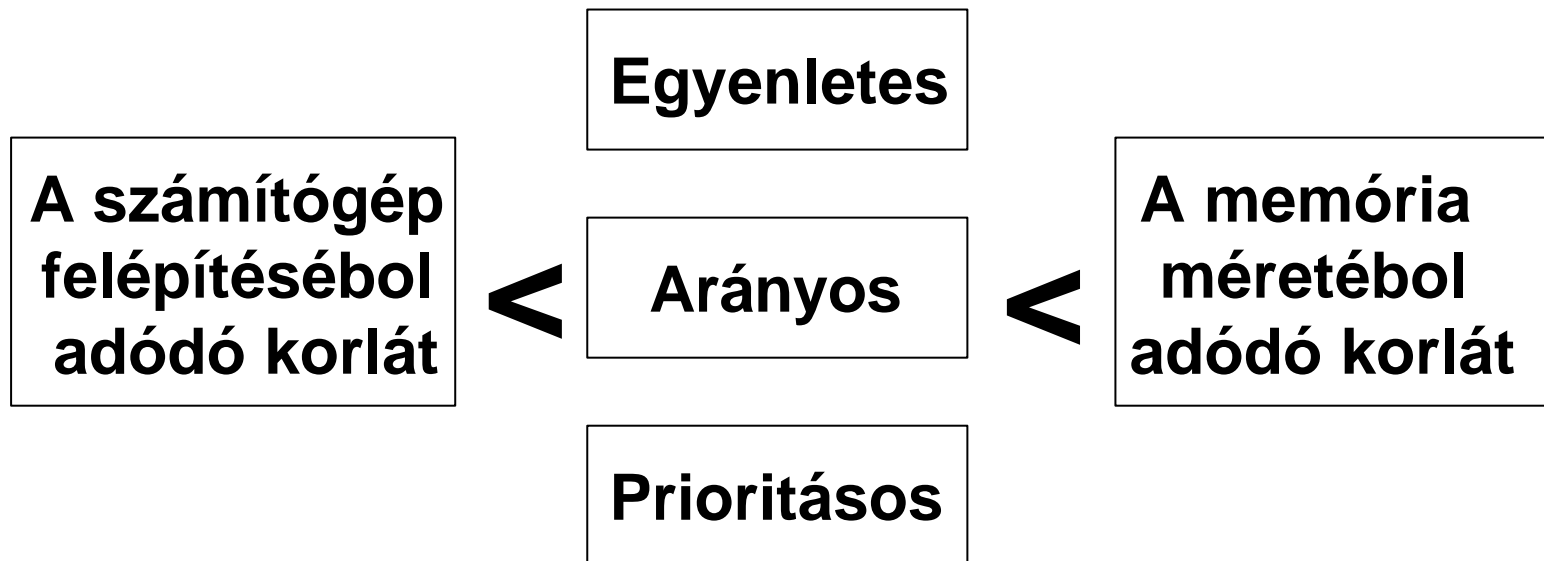 Egyenletes
A számítógép
felépítésébol
adódó korlát
<
Arányos
<
A memória
méretébol
adódó korlát
Prioritásos